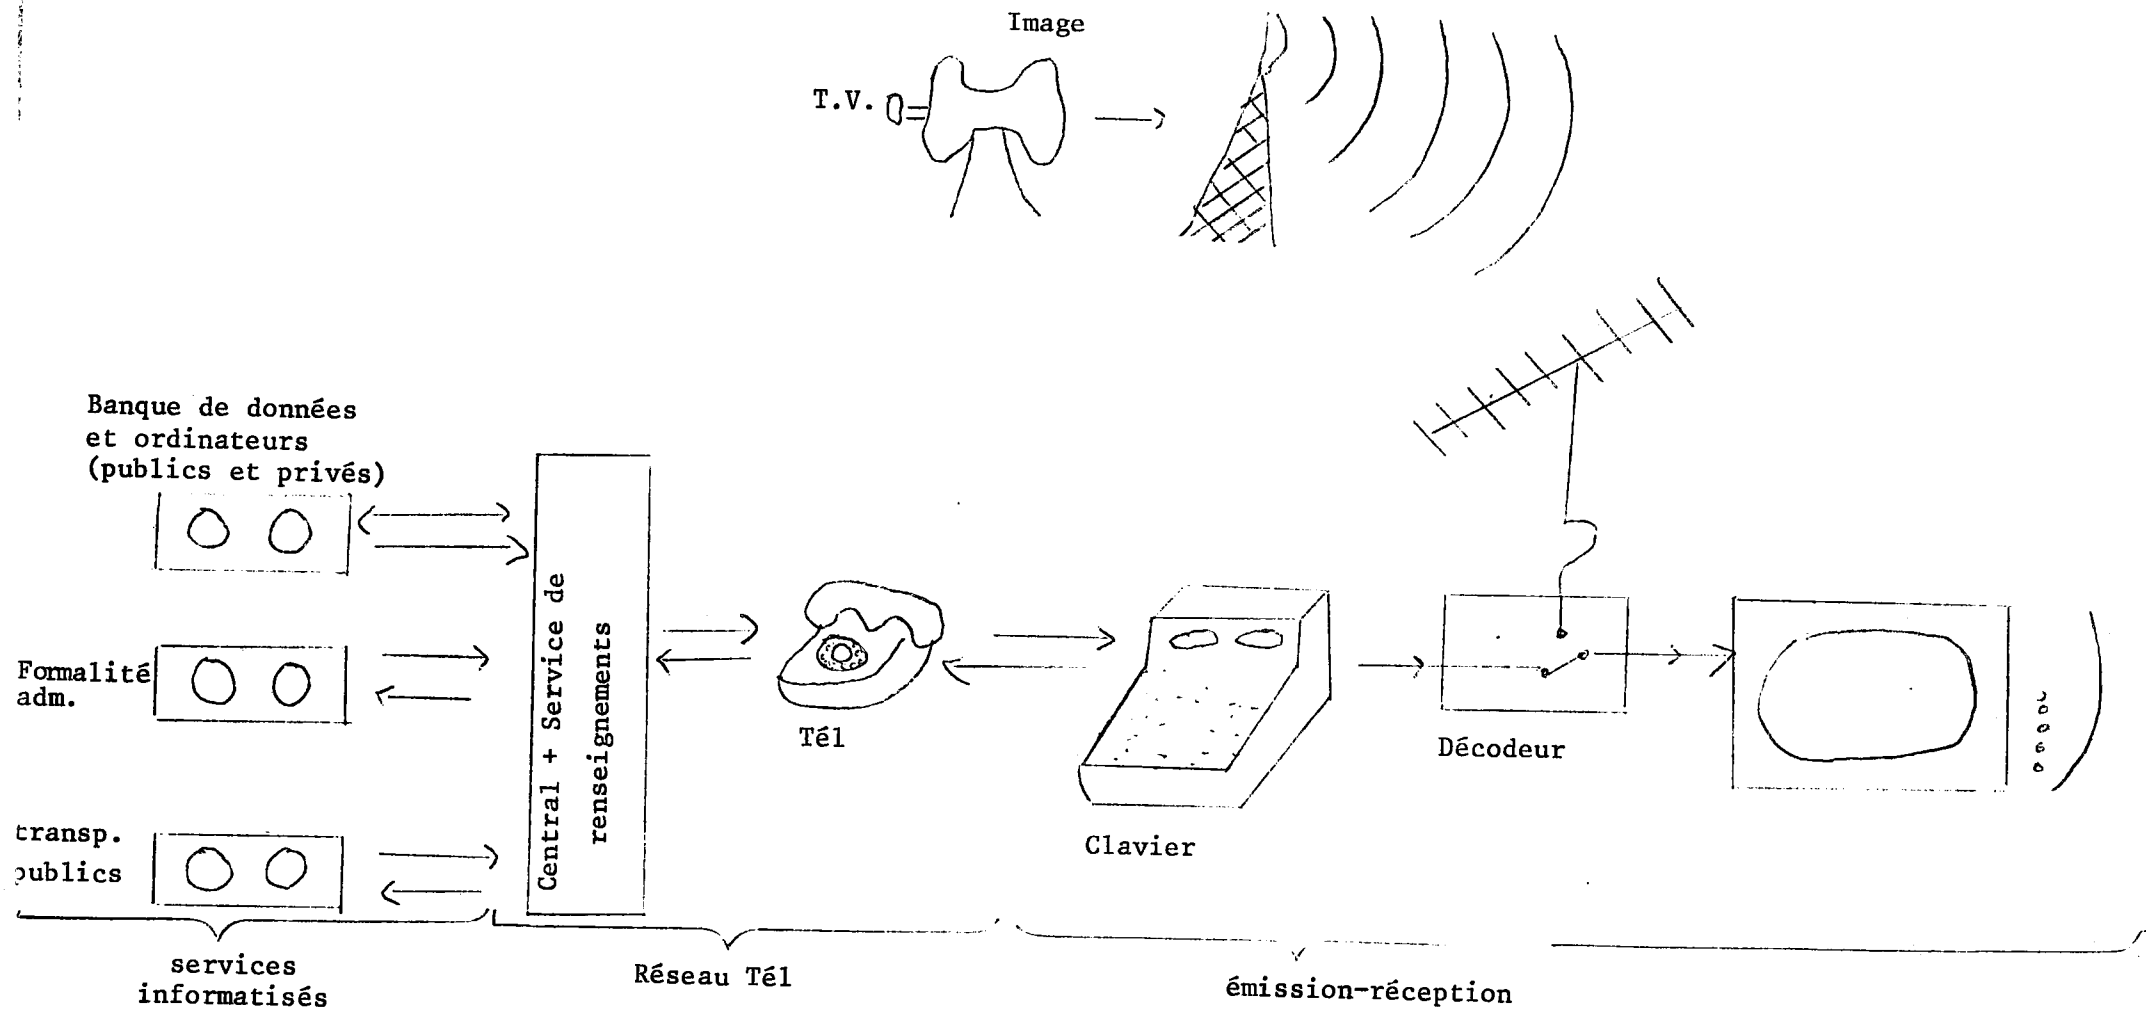 Image
T.V.
Banque de données
et ordinateurs
(publics et privés)
Formalité
adm.
transp.
publics
Central + Service de
renseignements
Tél
Clavier
Décodeur
services
informatisés
Réseau Tél
émission-réception